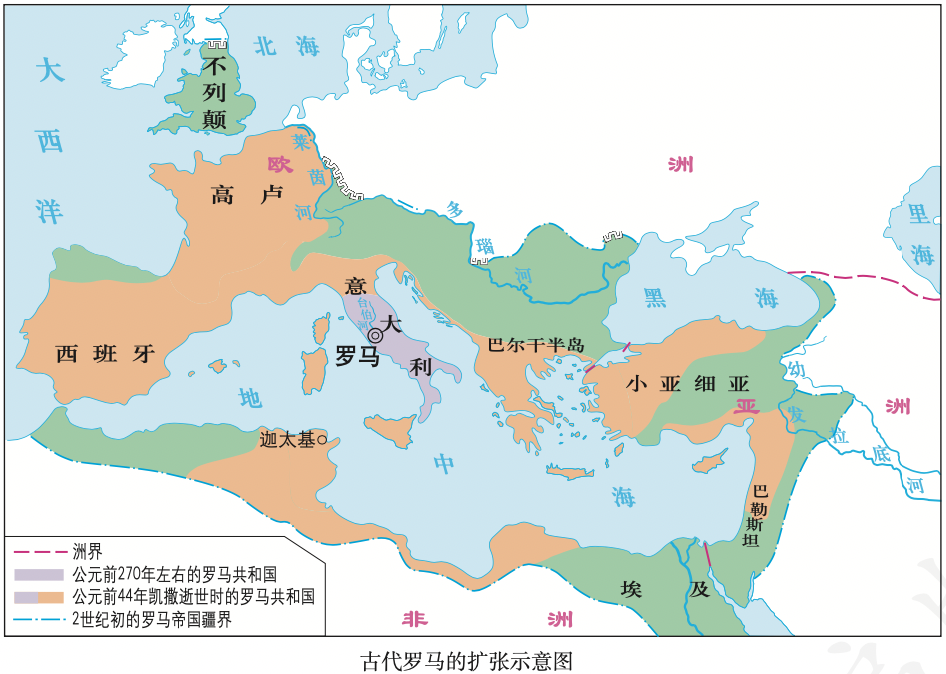 大西洋
北海
不列颠
莱茵河
欧洲
高卢
多瑙河
里海
黑海
意大利
台伯河
罗马
巴尔干半岛
西班牙
小亚细亚
亚洲
幼发拉底河
地中海
迦太基
巴勒斯坦
埃及
非洲
洲界
公元前270年左右的罗马共和国
公元前44年凯撒逝世时的罗马共和国
2世纪初的罗马帝国疆界
古代罗马的扩张示意图